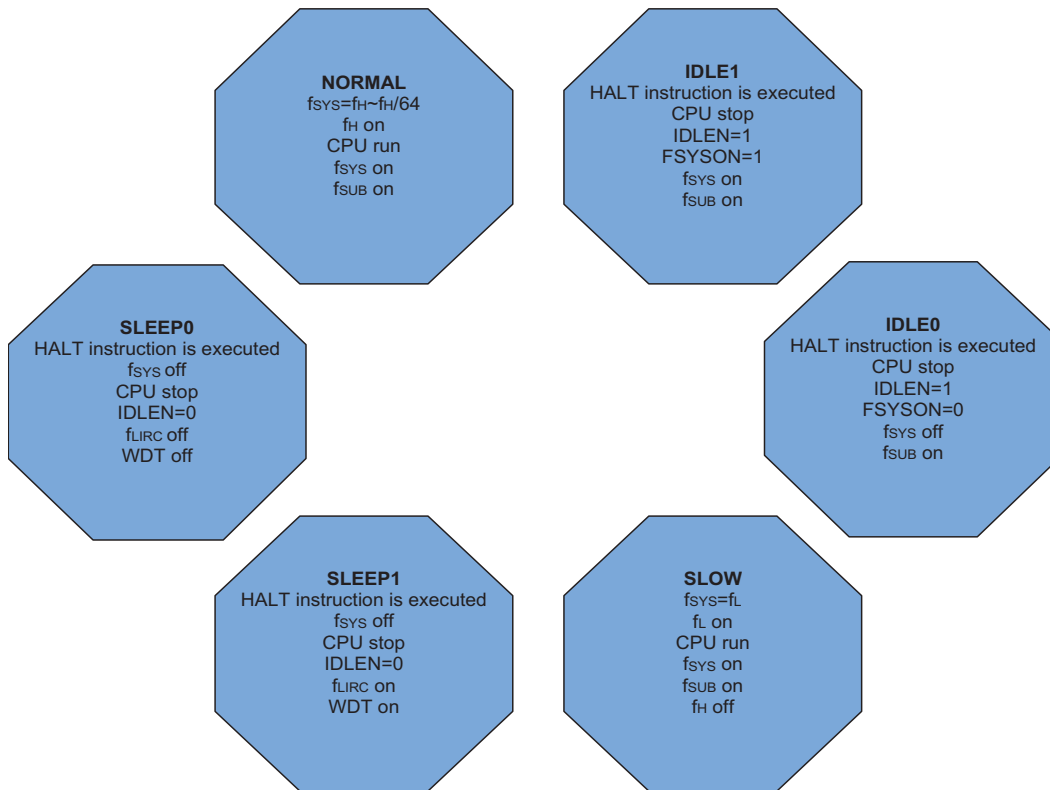 NORMAL
fSYS=fH~fH/64
fH on
CPU run
fSYS on
fSUB on
IDLE1
HALT instruction is executed
CPU stop
IDLEN=1
FSYSON=1
fSYS on
fSUB on
SLEEP0
HALT instruction is executed
fSYS off
CPU stop
IDLEN=0
fLIRC off
WDT off
IDLE0
HALT instruction is executed
CPU stop
IDLEN=1
FSYSON=0
fSYS off
fSUB on
SLEEP1
HALT instruction is executed
fSYS off
CPU stop
IDLEN=0
fLIRC on
WDT on
SLOW
fSYS=fL
fL on
CPU run
fSYS on
fSUB on
fH off